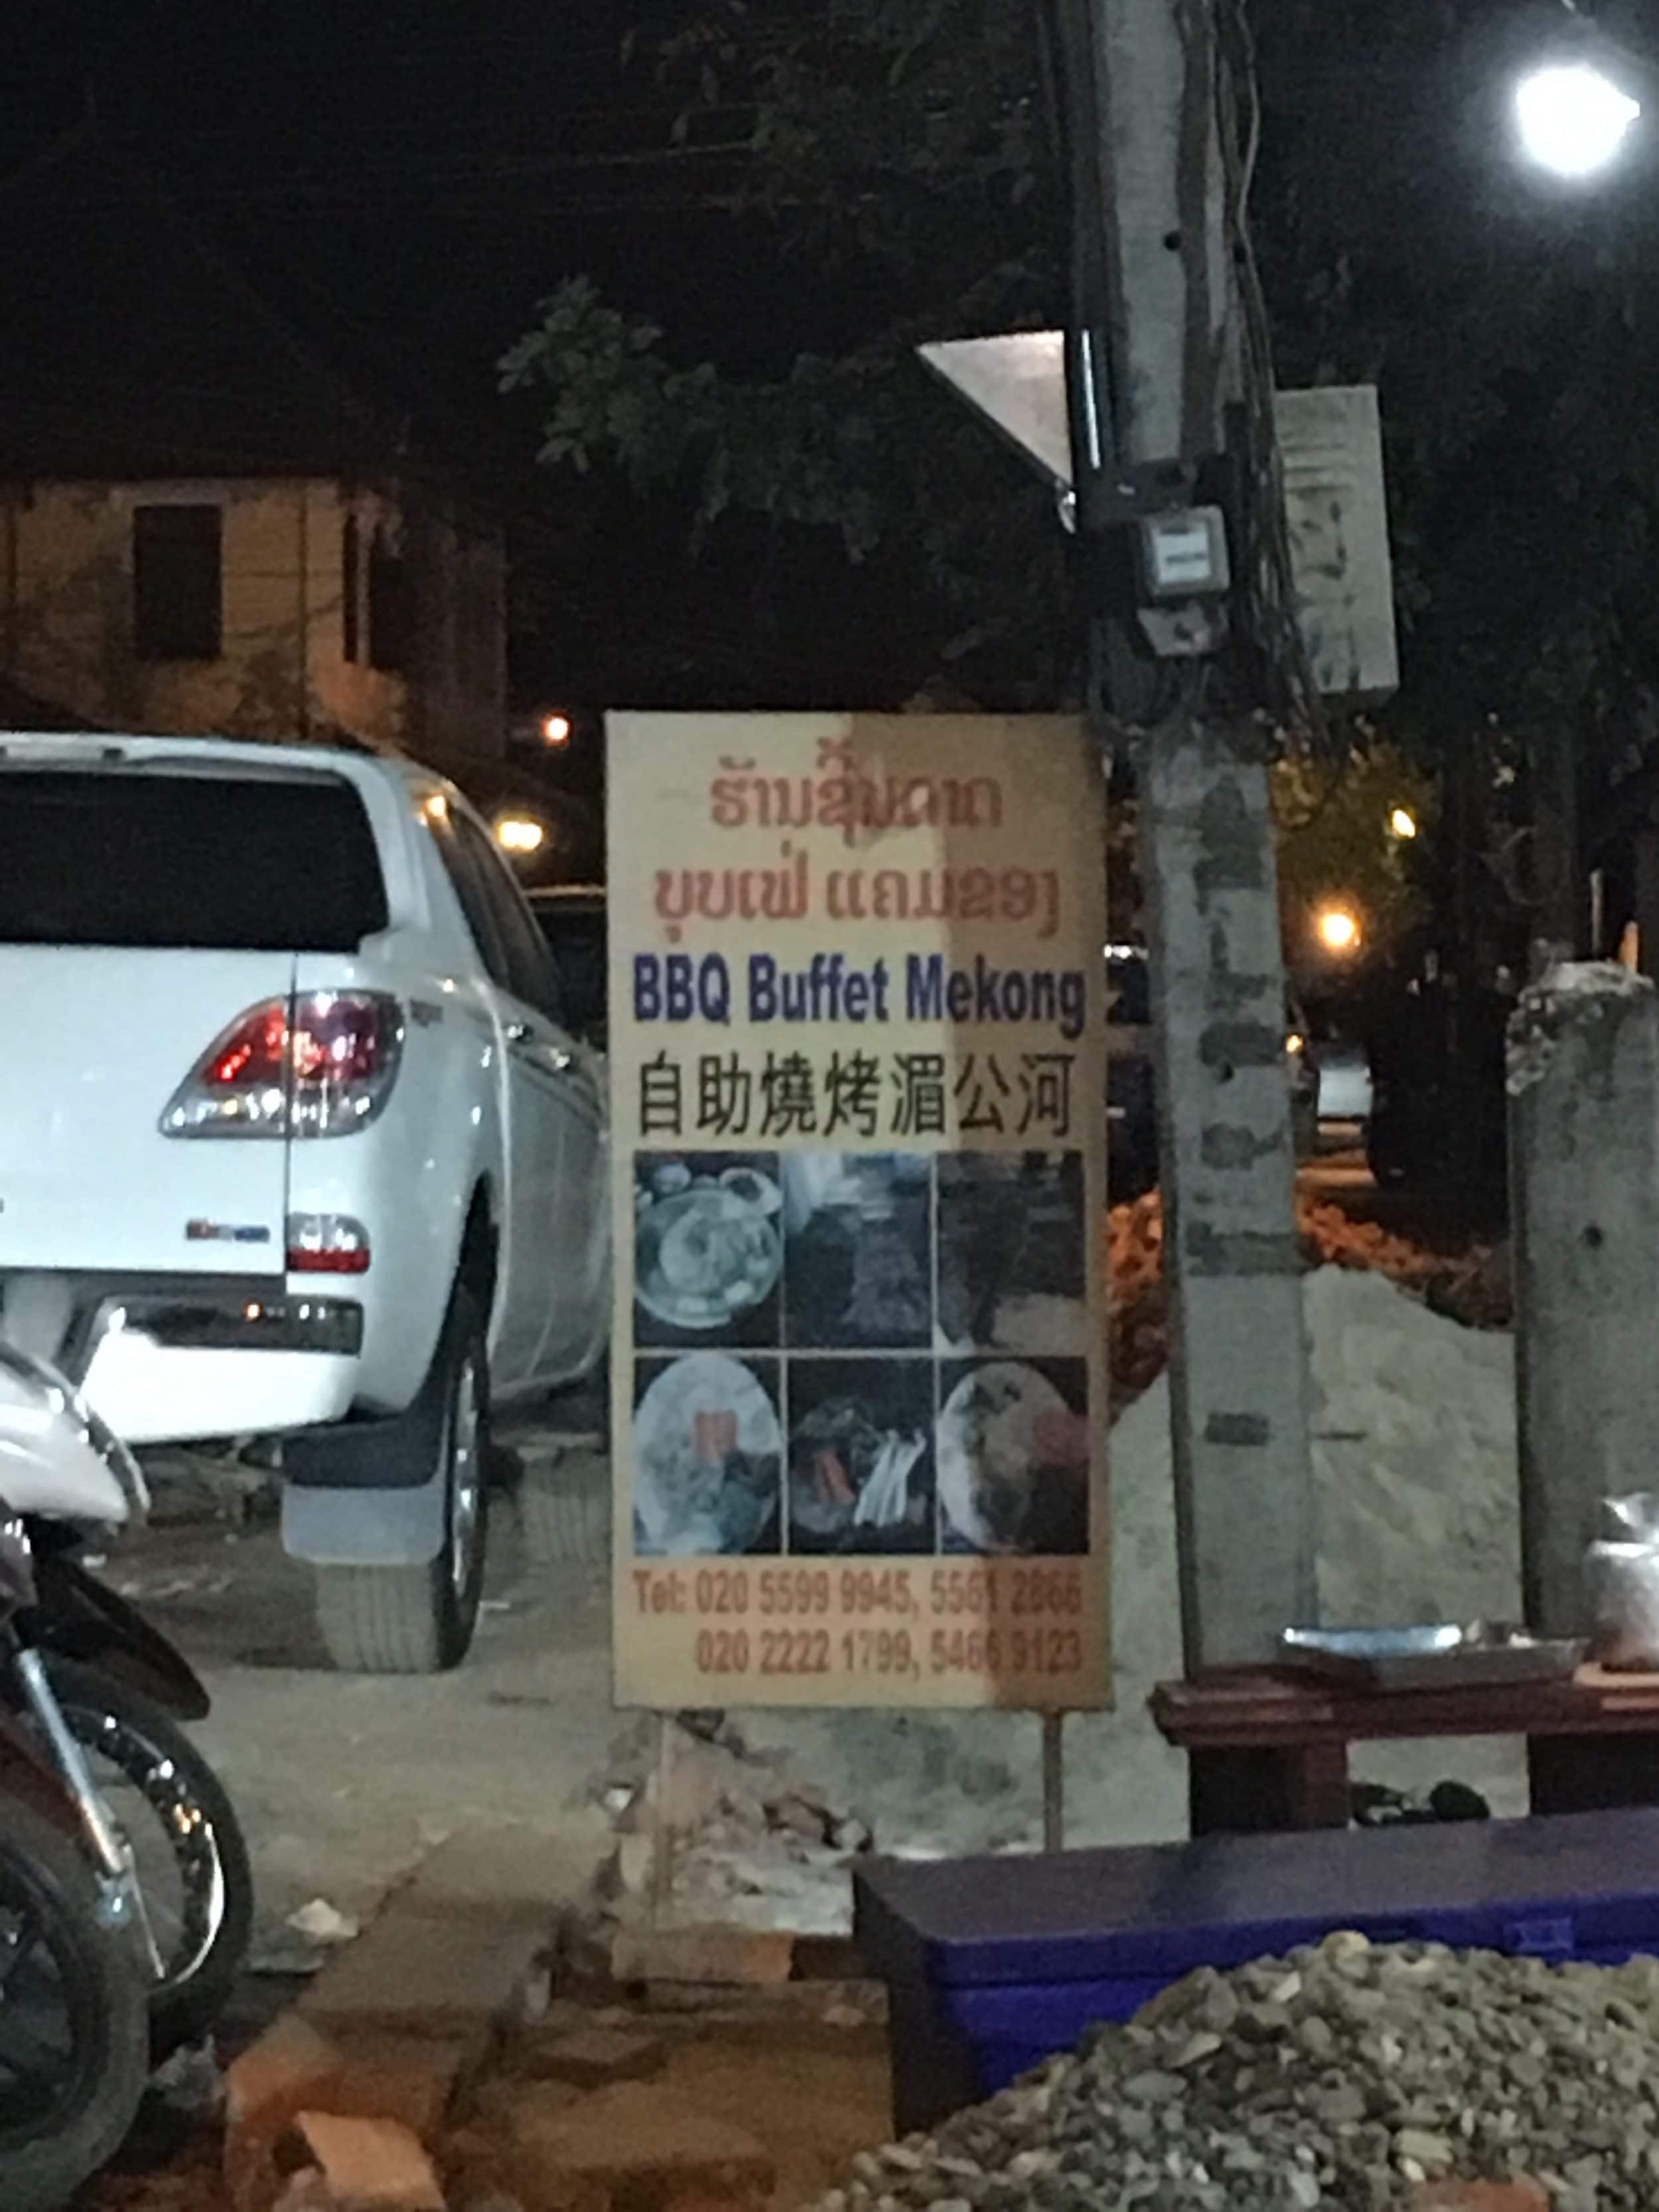 ຮ້ານຊີ້ນດາດ
ບຸບເຟ່ ແຄມຂອງ
BBQ Buffet Mekong
自助燒烤湄公河
Tel: 020 5599 9945, 5561 2866
020 2222 1799, 5466 9123